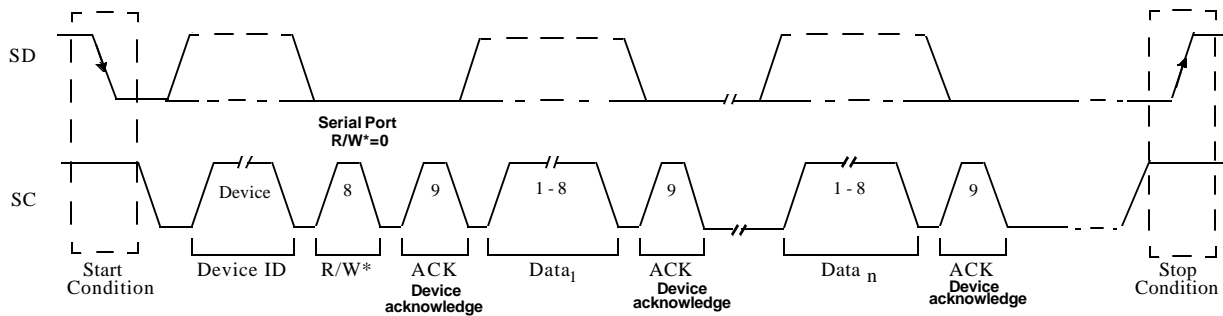 SD
Serial Port
R/W*=0
SC
Device
8
9
1 - 8
9
1 - 8
9
Start
Condition
Device ID
R/W*
ACK
Device
acknowledge
Data1
ACK
Device
acknowledge
Data n
ACK
Device
acknowledge
Stop
Condition